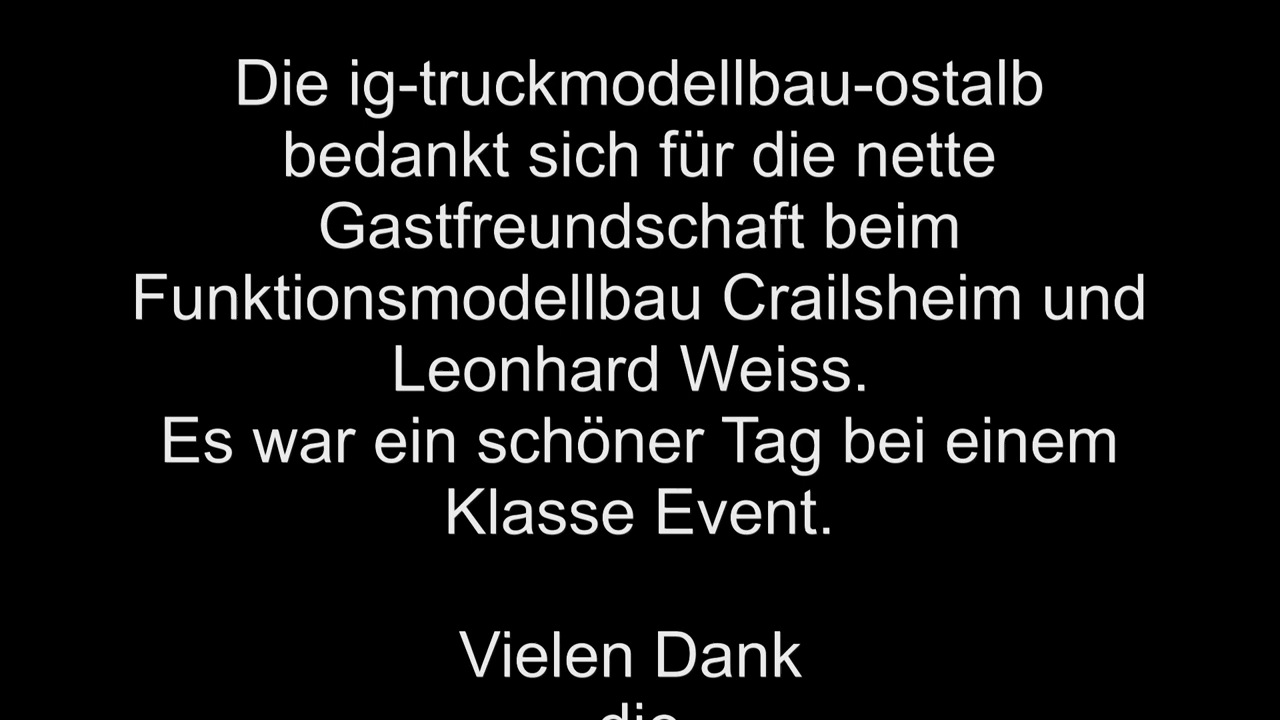 Die ig-truckmodellbau-ostalb
bedankt sich für die nette
Gastfreundschaft beim
Funktionsmodellbau Crailsheim und
Leonhard Weiss.
Es war ein schöner Tag bei einem
Klasse Event.
Vielen Dank
die